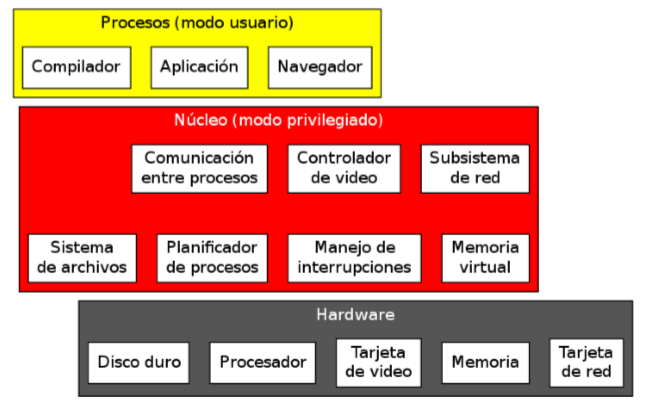 Procesos (modo usuario)
Compilador
Aplicación
Navegador
Núcleo (modo privilegiado)
Comunicación
entre procesos
Controlador
de video
Subsistema
de red
Sistema
de archivos
Planificador
de procesos
Manejo de
interrupciones
Memoria
virtual
Hardware
Disco duro
Procesador
Tarjeta
de video
Memoria
Tarjeta
de red